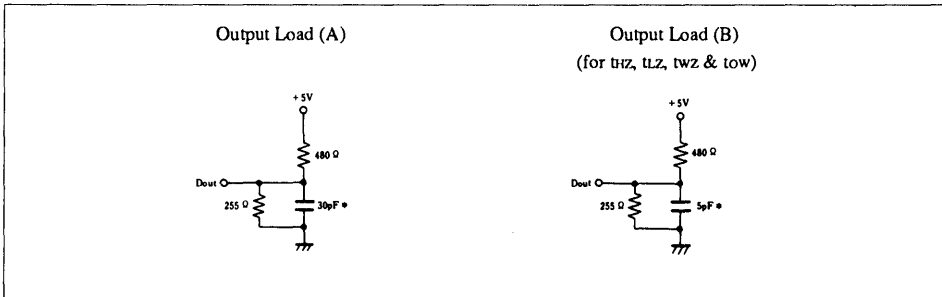 Output Load (A)
+5V
480 Ω
Dout
255 Ω
30pF *
Output Load (B)
(for tHZ, tLZ, tWZ & tOW)
+5V
480 Ω
Dout
255 Ω
5pF *